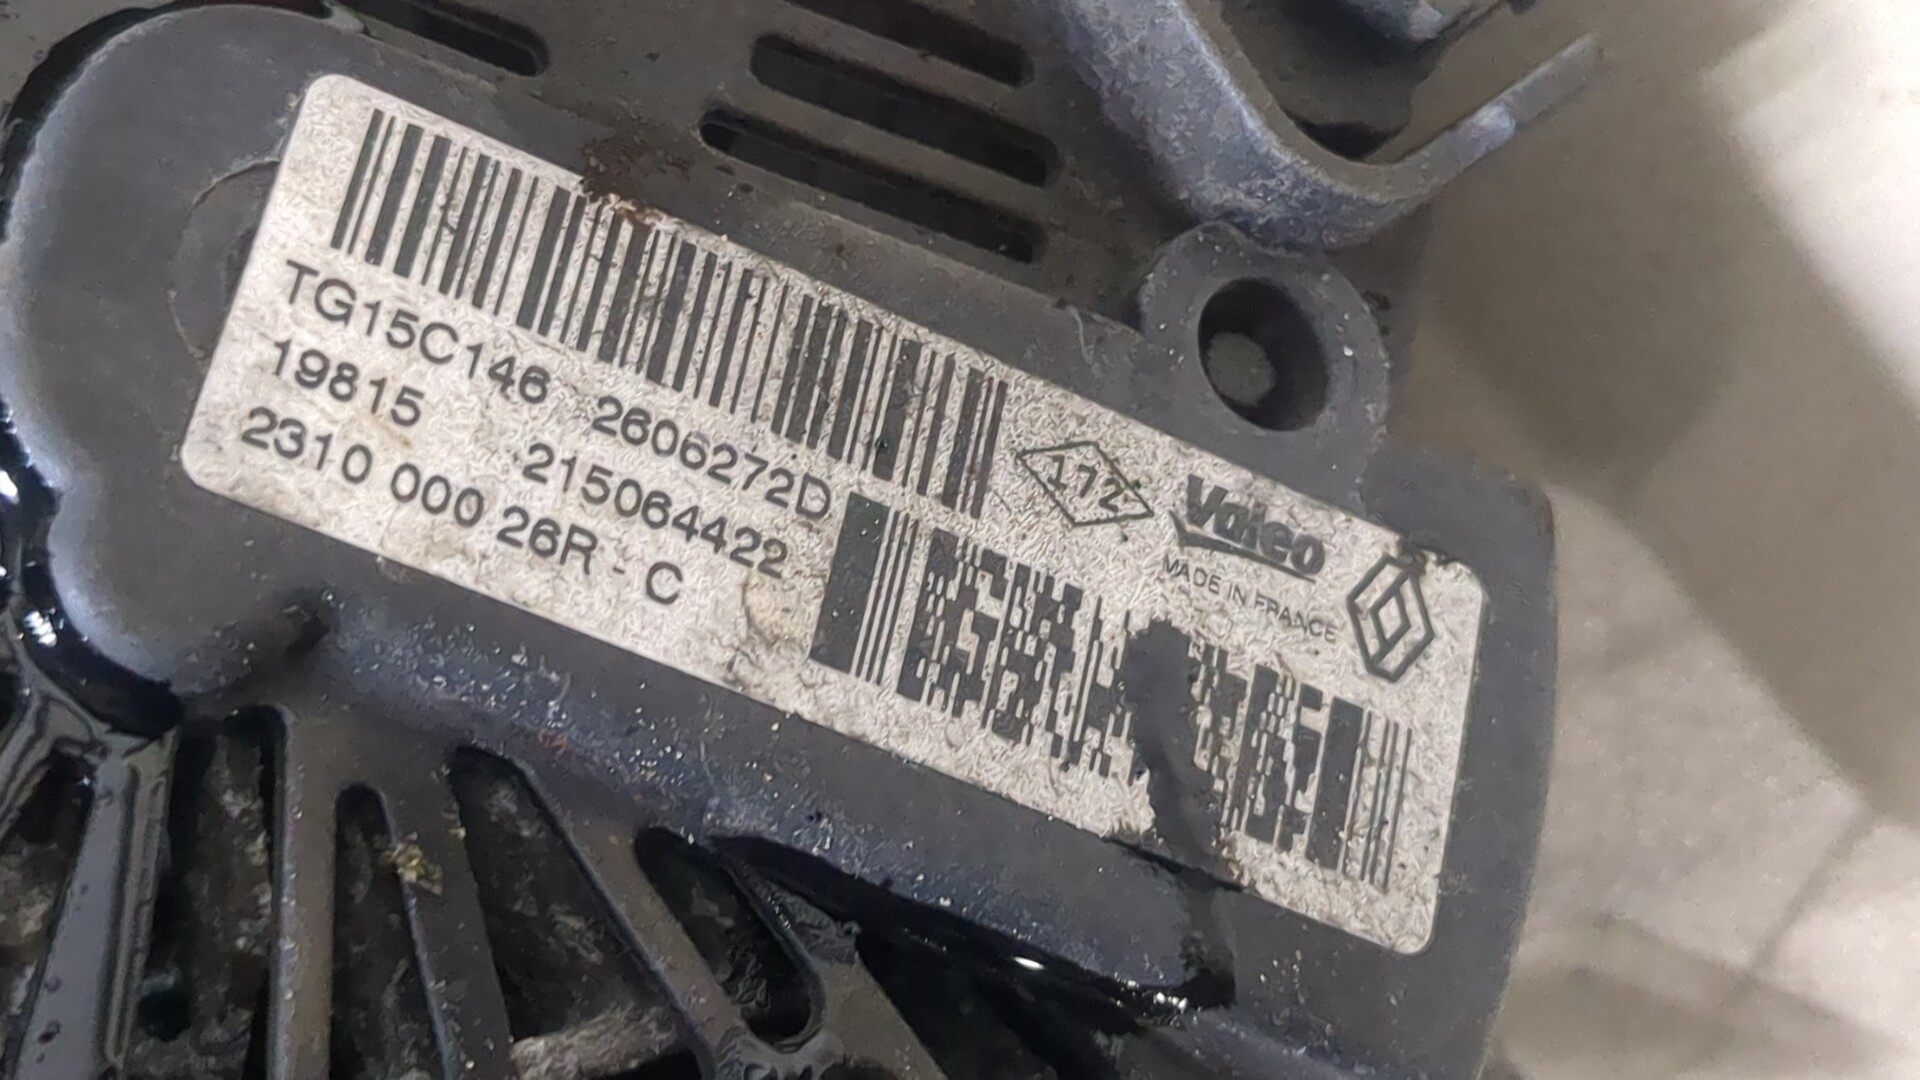 TG15C146 2606272D
19815 215064422
2310 000 26R - C
172
Valeo
MADE IN FRANCE